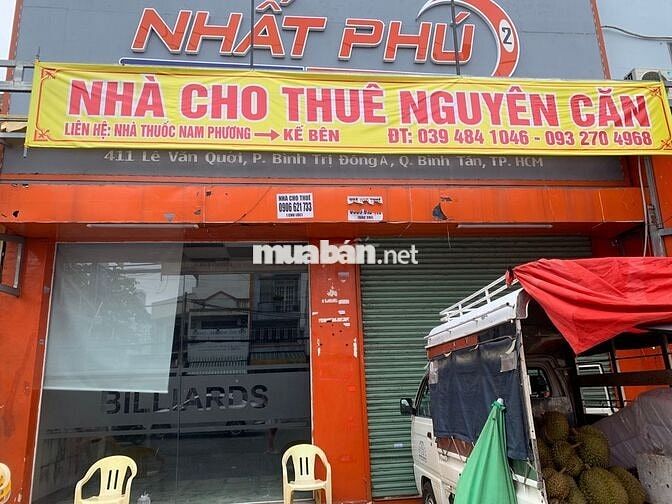 NHẤT PHÚ 2
NHÀ CHO THUÊ NGUYÊN CĂN
LIÊN HỆ: NHÀ THUỐC NAM PHƯƠNG → KẾ BÊN ĐT: 039 484 1046 - 093 270 4968
411 Lê Văn Quới, P. Bình Trị Đông A, Q. Bình Tân, TP. HCM
NHÀ CHO THUÊ
0906 621 733
muabán.net
BILLIARDS